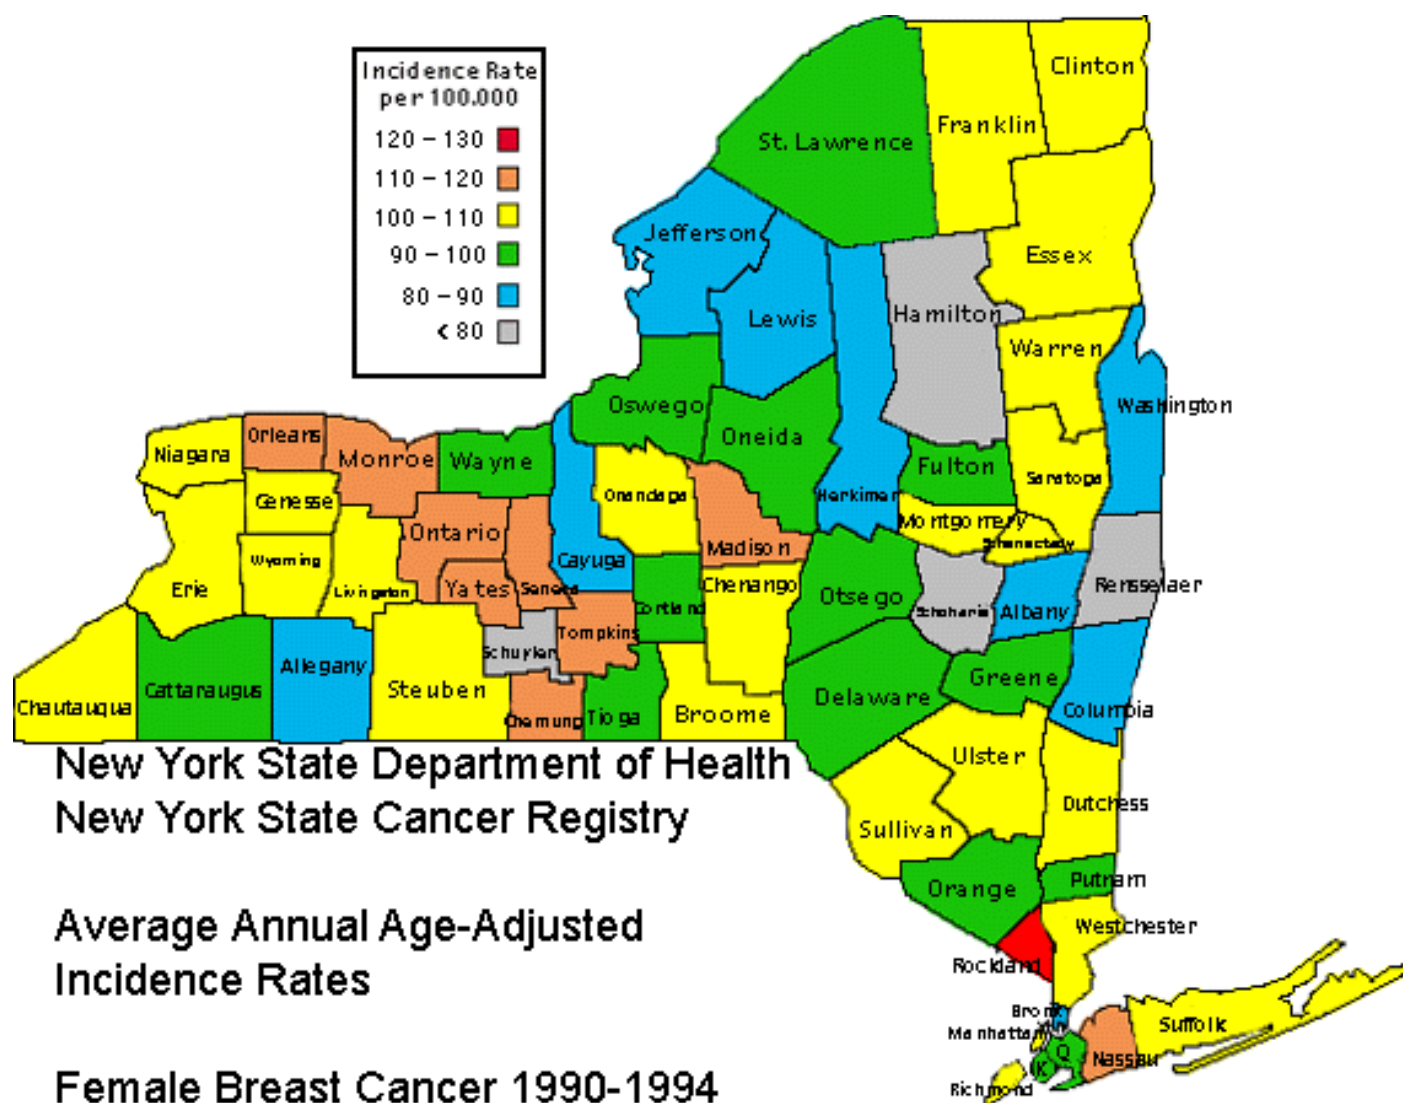 Incidence Rate
per 100.000
120 – 130
110 – 120
100 – 110
90 – 100
80 – 90
< 80
Clinton
Franklin
St. Lawrence
Jefferson
Essex
Lewis
Hamilton
Warren
Washington
Oswego
Oneida
Orleans
Niagara
Monroe
Wayne
Fulton
Saratoga
Genesse
Onandaga
Herkimer
Montgomery
Ontario
Madison
Schenectady
Wyoming
Cayuga
Erie
Livingston
Yates
Seneca
Chenango
Otsego
Rensselaer
Cortland
Schoharie
Albany
Tompkins
Schuyler
Allegany
Cattaraugus
Steuben
Greene
Delaware
Chautauqua
Chemung
Tioga
Broome
Columbia
Ulster
Dutchess
Sullivan
Putnam
Orange
Westchester
Rockland
Bronx
Manhattan
Suffolk
Q
Nassau
K
Richmond
New York State Department of Health
New York State Cancer Registry
Average Annual Age-Adjusted
Incidence Rates
Female Breast Cancer 1990-1994